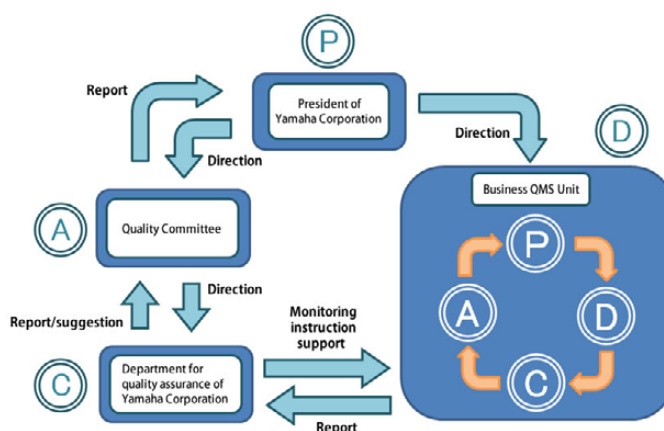 P
Report
President of
Yamaha Corporation
Direction
Direction
D
Business QMS Unit
A
Quality Committee
P
A
D
C
Direction
Report/suggestion
Monitoring
instruction
support
C
Department for
quality assurance of
Yamaha Corporation
Report